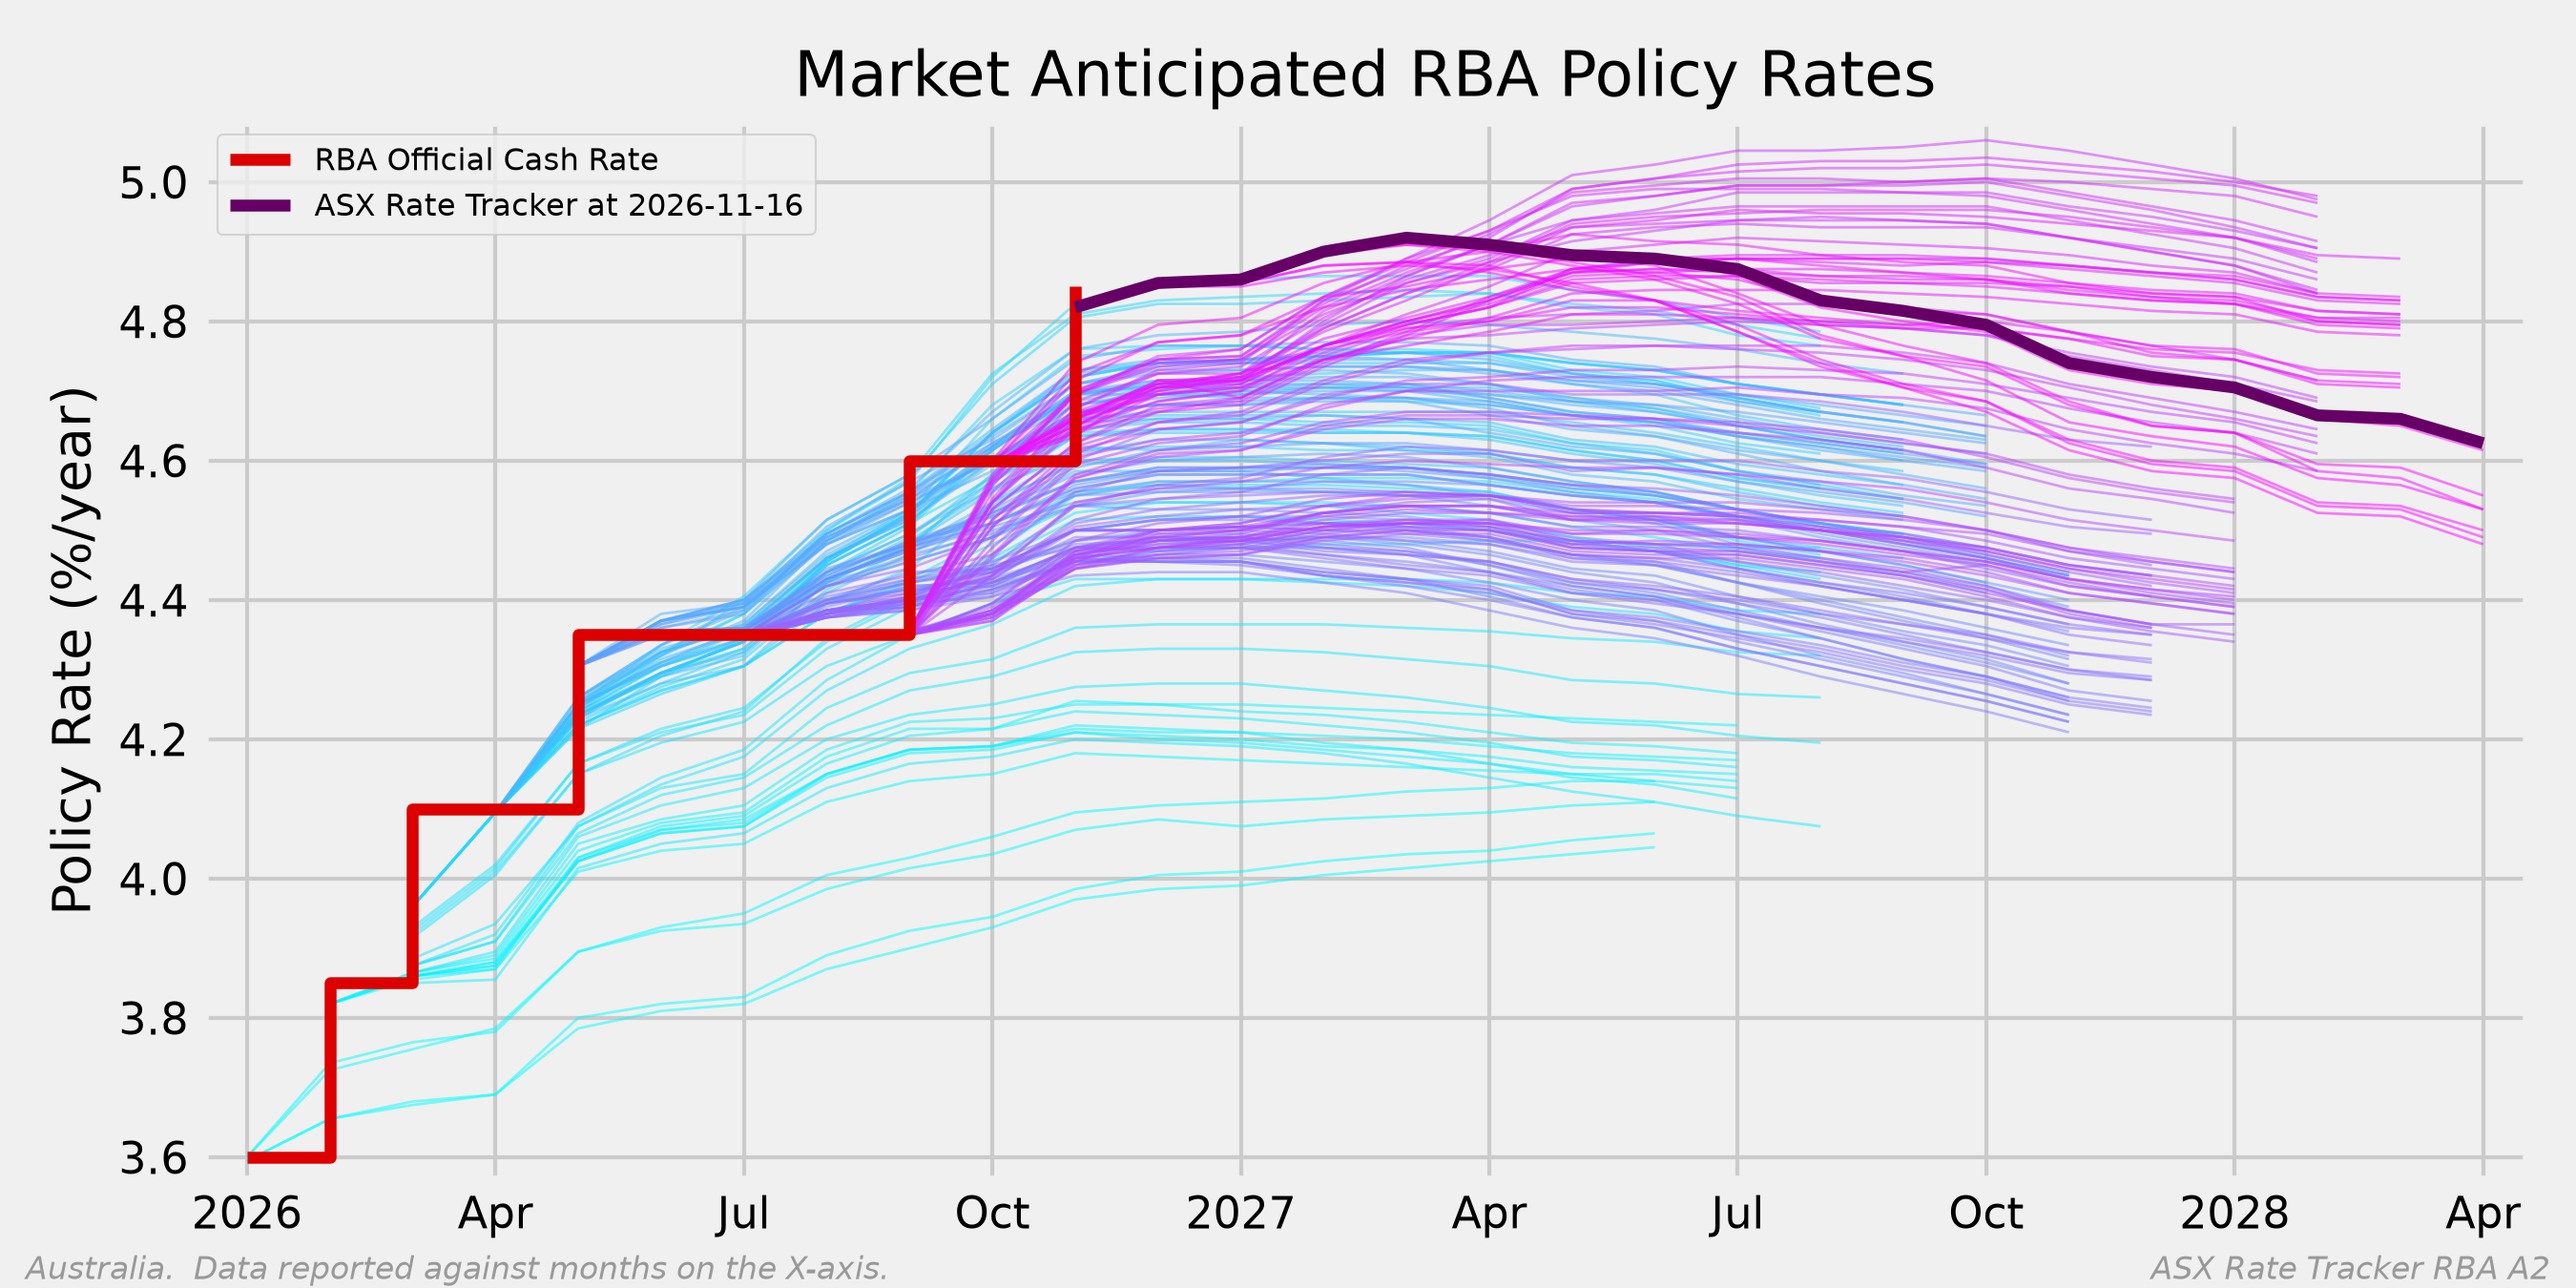 Market Anticipated RBA Policy Rates
RBA Official Cash Rate
ASX Rate Tracker at 2026-11-16
Policy Rate (%/year)
5.0
4.8
4.6
4.4
4.2
4.0
3.8
3.6
2026 Apr Jul Oct 2027 Apr Jul Oct 2028 Apr
Australia. Data reported against months on the X-axis.
ASX Rate Tracker RBA A2